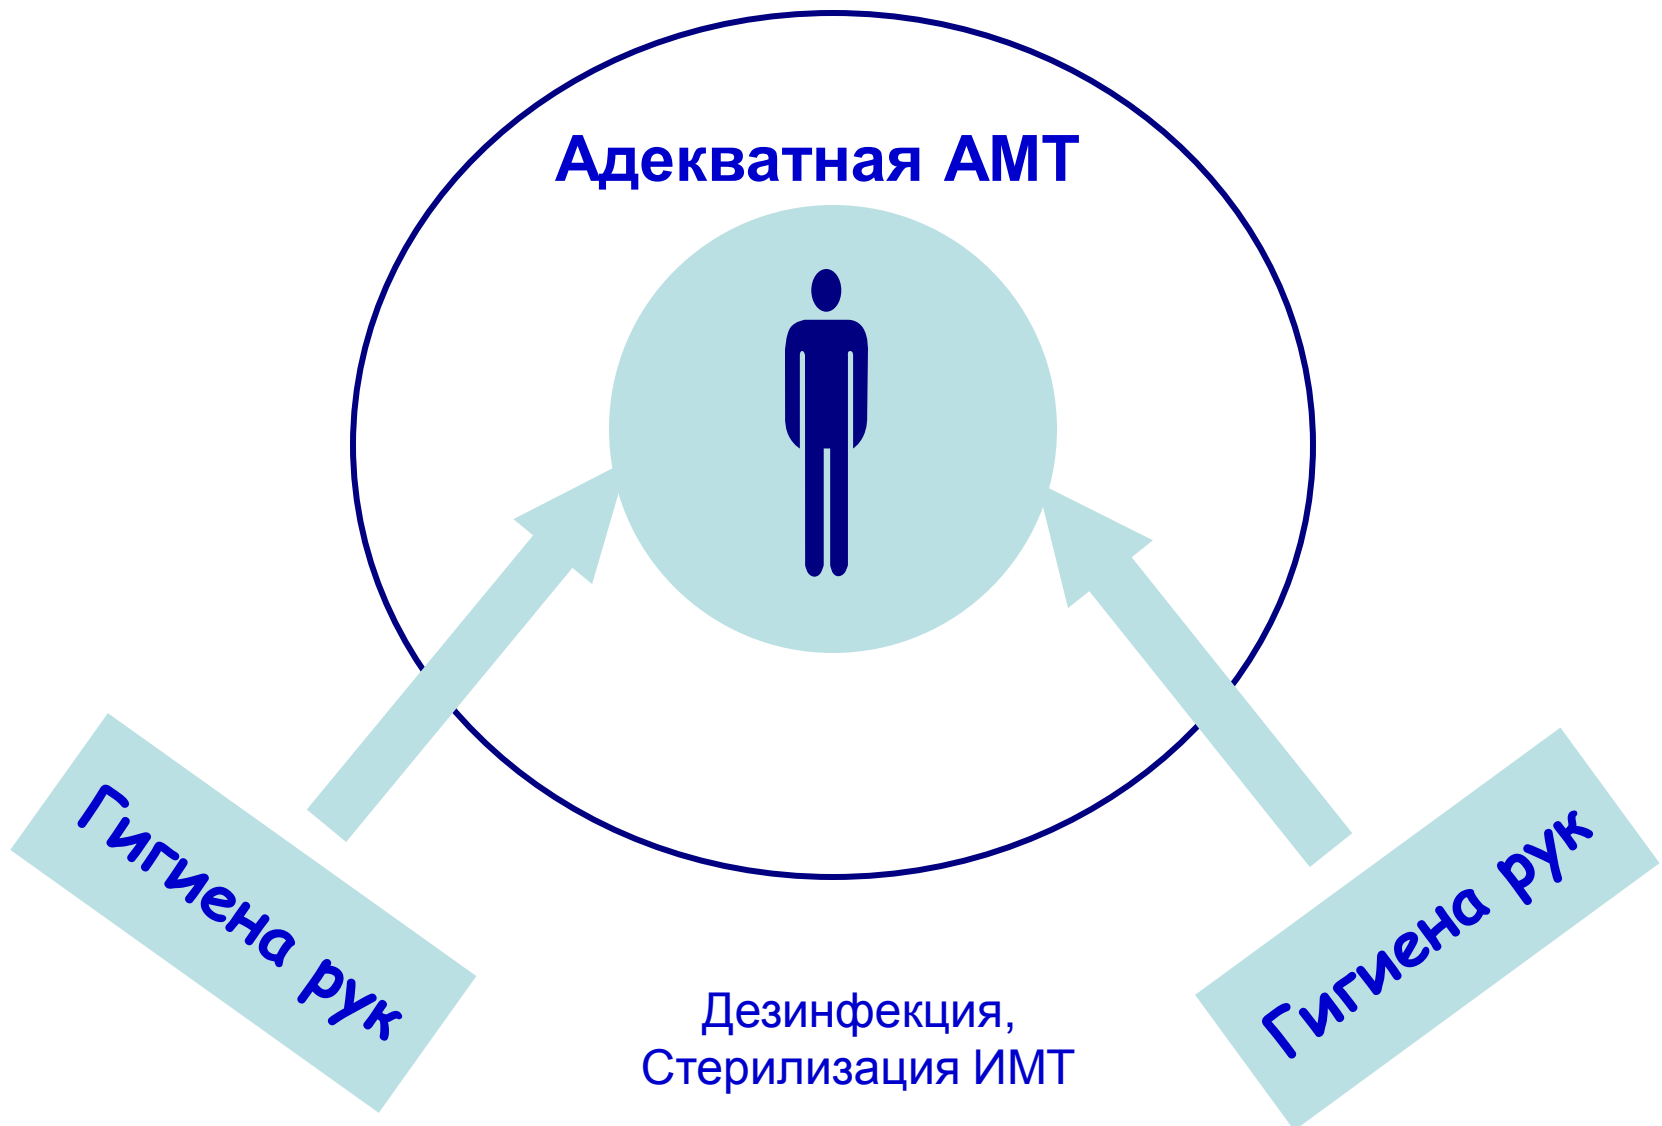 Адекватная АМТ
Гигиена рук
Гигиена рук
Дезинфекция,
Стерилизация ИМТ